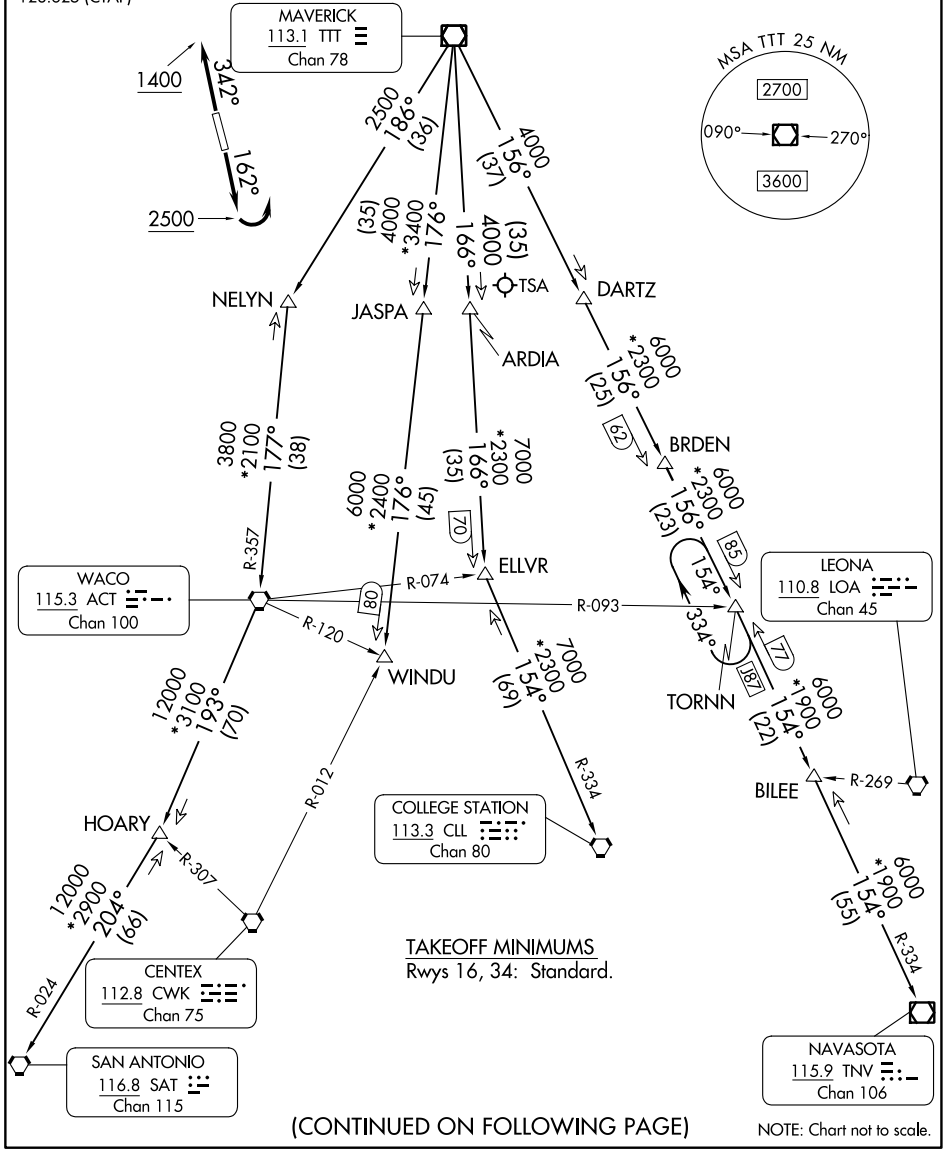 MAVERICK
113.1 TTT
Chan 78
MSA TTT 25 NM
2700
090°
270°
3600
1400
342°
162°
2500
2500
186°
(36)
(35)
4000
*3400
176°
(35)
4000
166°
4000
156°
(37)
TSA
NELYN
JASPA
ARDIA
DARTZ
6000
*2300
156°
(25)
62
BRDEN
3800
*2100
177°
(38)
R-357
6000
*2400
176°
(45)
80
7000
*2300
166°
(35)
70
6000
*2300
156°
(23)
85
154°
334°
WACO
115.3 ACT
Chan 100
R-074
ELLVR
R-093
R-120
WINDU
TORNN
J87
77
LEONA
110.8 LOA
Chan 45
12000
*3100
193°
(70)
7000
*2300
154°
(69)
R-334
6000
*1900
154°
(22)
BILEE
R-269
HOARY
R-307
R-012
COLLEGE STATION
113.3 CLL
Chan 80
12000
*2900
204°
(66)
R-024
6000
*1900
154°
(55)
R-334
CENTEX
112.8 CWK
Chan 75
TAKEOFF MINIMUMS
Rwys 16, 34: Standard.
SAN ANTONIO
116.8 SAT
Chan 115
NAVASOTA
115.9 TNV
Chan 106
(CONTINUED ON FOLLOWING PAGE)
NOTE: Chart not to scale.